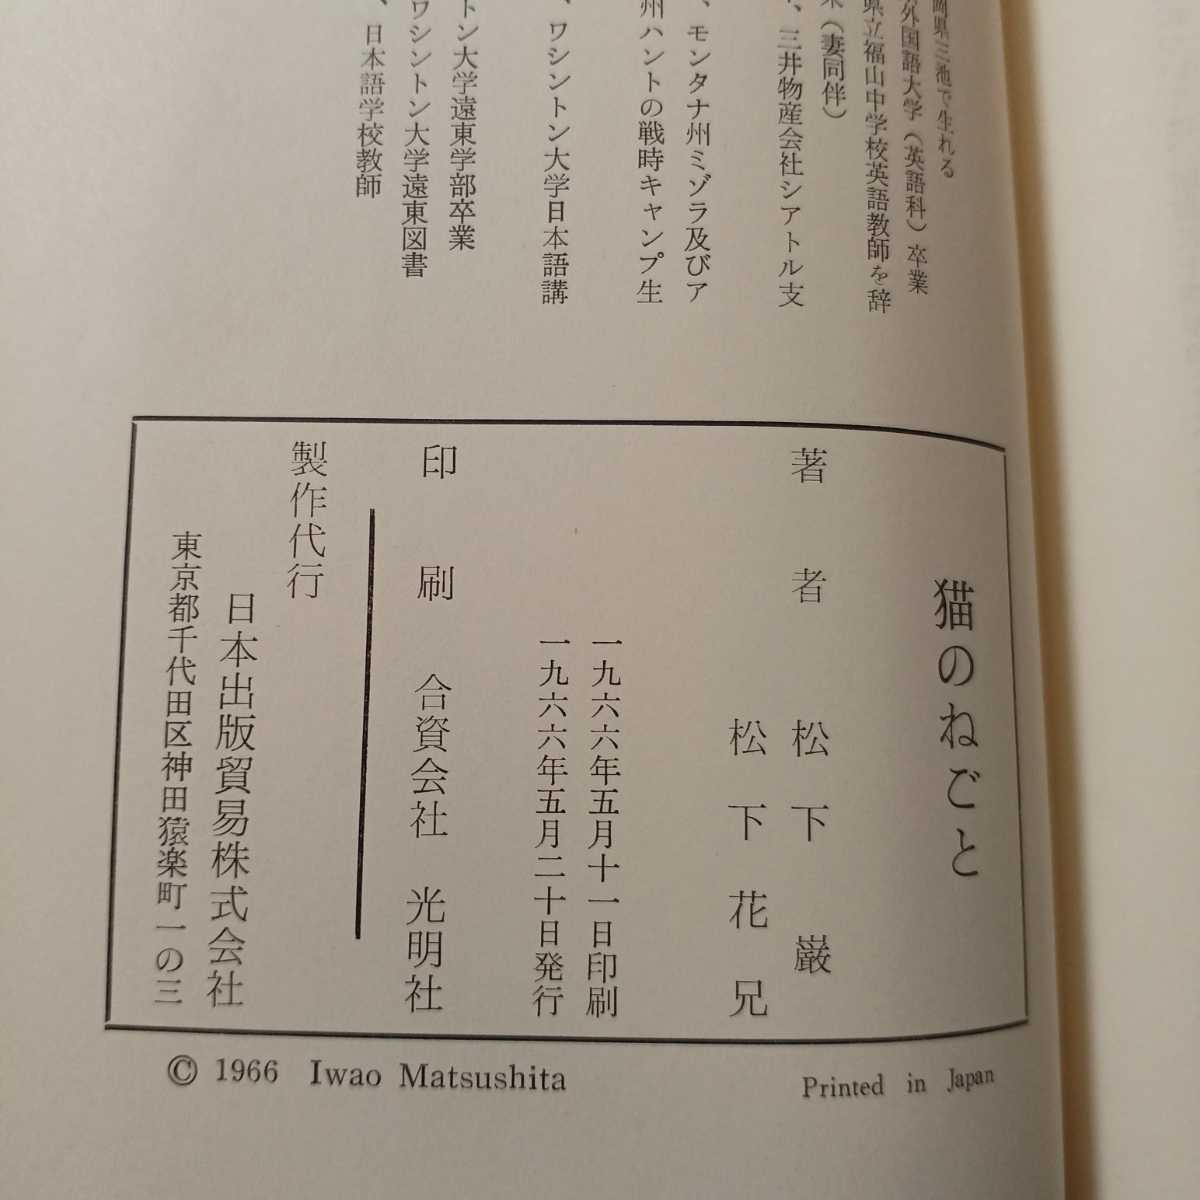 岡県三池で生れる
外国語大学（英語科）卒業
県立福山中学校英語教師を辞
（妻同伴）
、三井物産会社シアトル支
、モンタナ州ミゾラ及びア
州ハントの戦時キャンプ生
、ワシントン大学日本語講
トン大学遠東学部卒業
ワシントン大学遠東図書
、日本語学校教師
猫のねごと
著者 松下巌
松下花兄
一九六六年五月十一日印刷
一九六六年五月二十日発行
印刷 合資会社 光明社
製作代行
日本出版貿易株式会社
東京都千代田区神田猿楽町一の三
© 1966 Iwao Matsushita
Printed in Japan